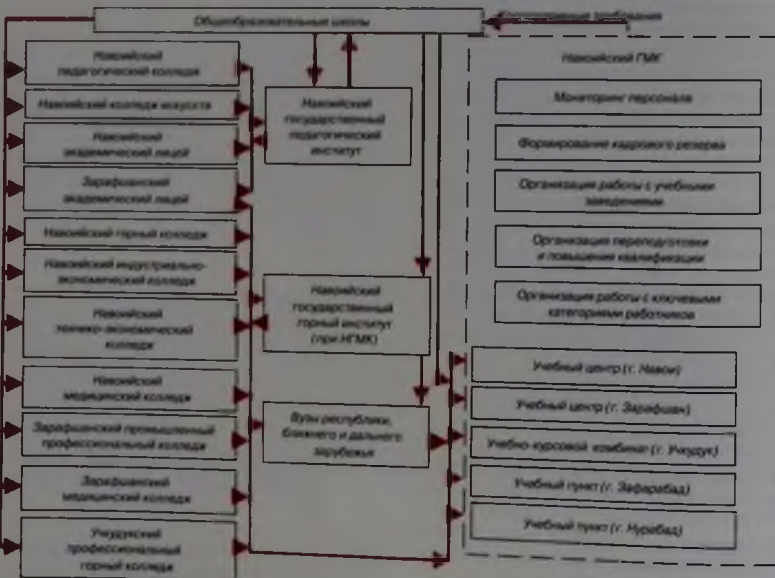 Общеобразовательные школы
Корпоративные требования
Навоийский
педагогический колледж
Навоийский колледж искусств
Навоийский
академический лицей
Зарафшанский
академический лицей
Навоийский горный колледж
Навоийский индустриально-
экономический колледж
Навоийский
технико-экономический
колледж
Навоийский
медицинский колледж
Зарафшанский промышленный
профессиональный колледж
Зарафшанский
медицинский колледж
Учкудукский
профессиональный
горный колледж
Навоийский
государственный
педагогический
институт
Навоийский
государственный
горный институт
(при НГМК)
Вузы республики,
ближнего и дальнего
зарубежья
Навоийский ГМК
Мониторинг персонала
Формирование кадрового резерва
Организация работы с учебными
заведениями
Организация переподготовки
и повышения квалификации
Организация работы с ключевыми
категориями работников
Учебный центр (г. Навои)
Учебный центр (г. Зарафшан)
Учебно-курсовой комбинат (г. Учкудук)
Учебный пункт (г. Зафарабад)
Учебный пункт (г. Нурабад)